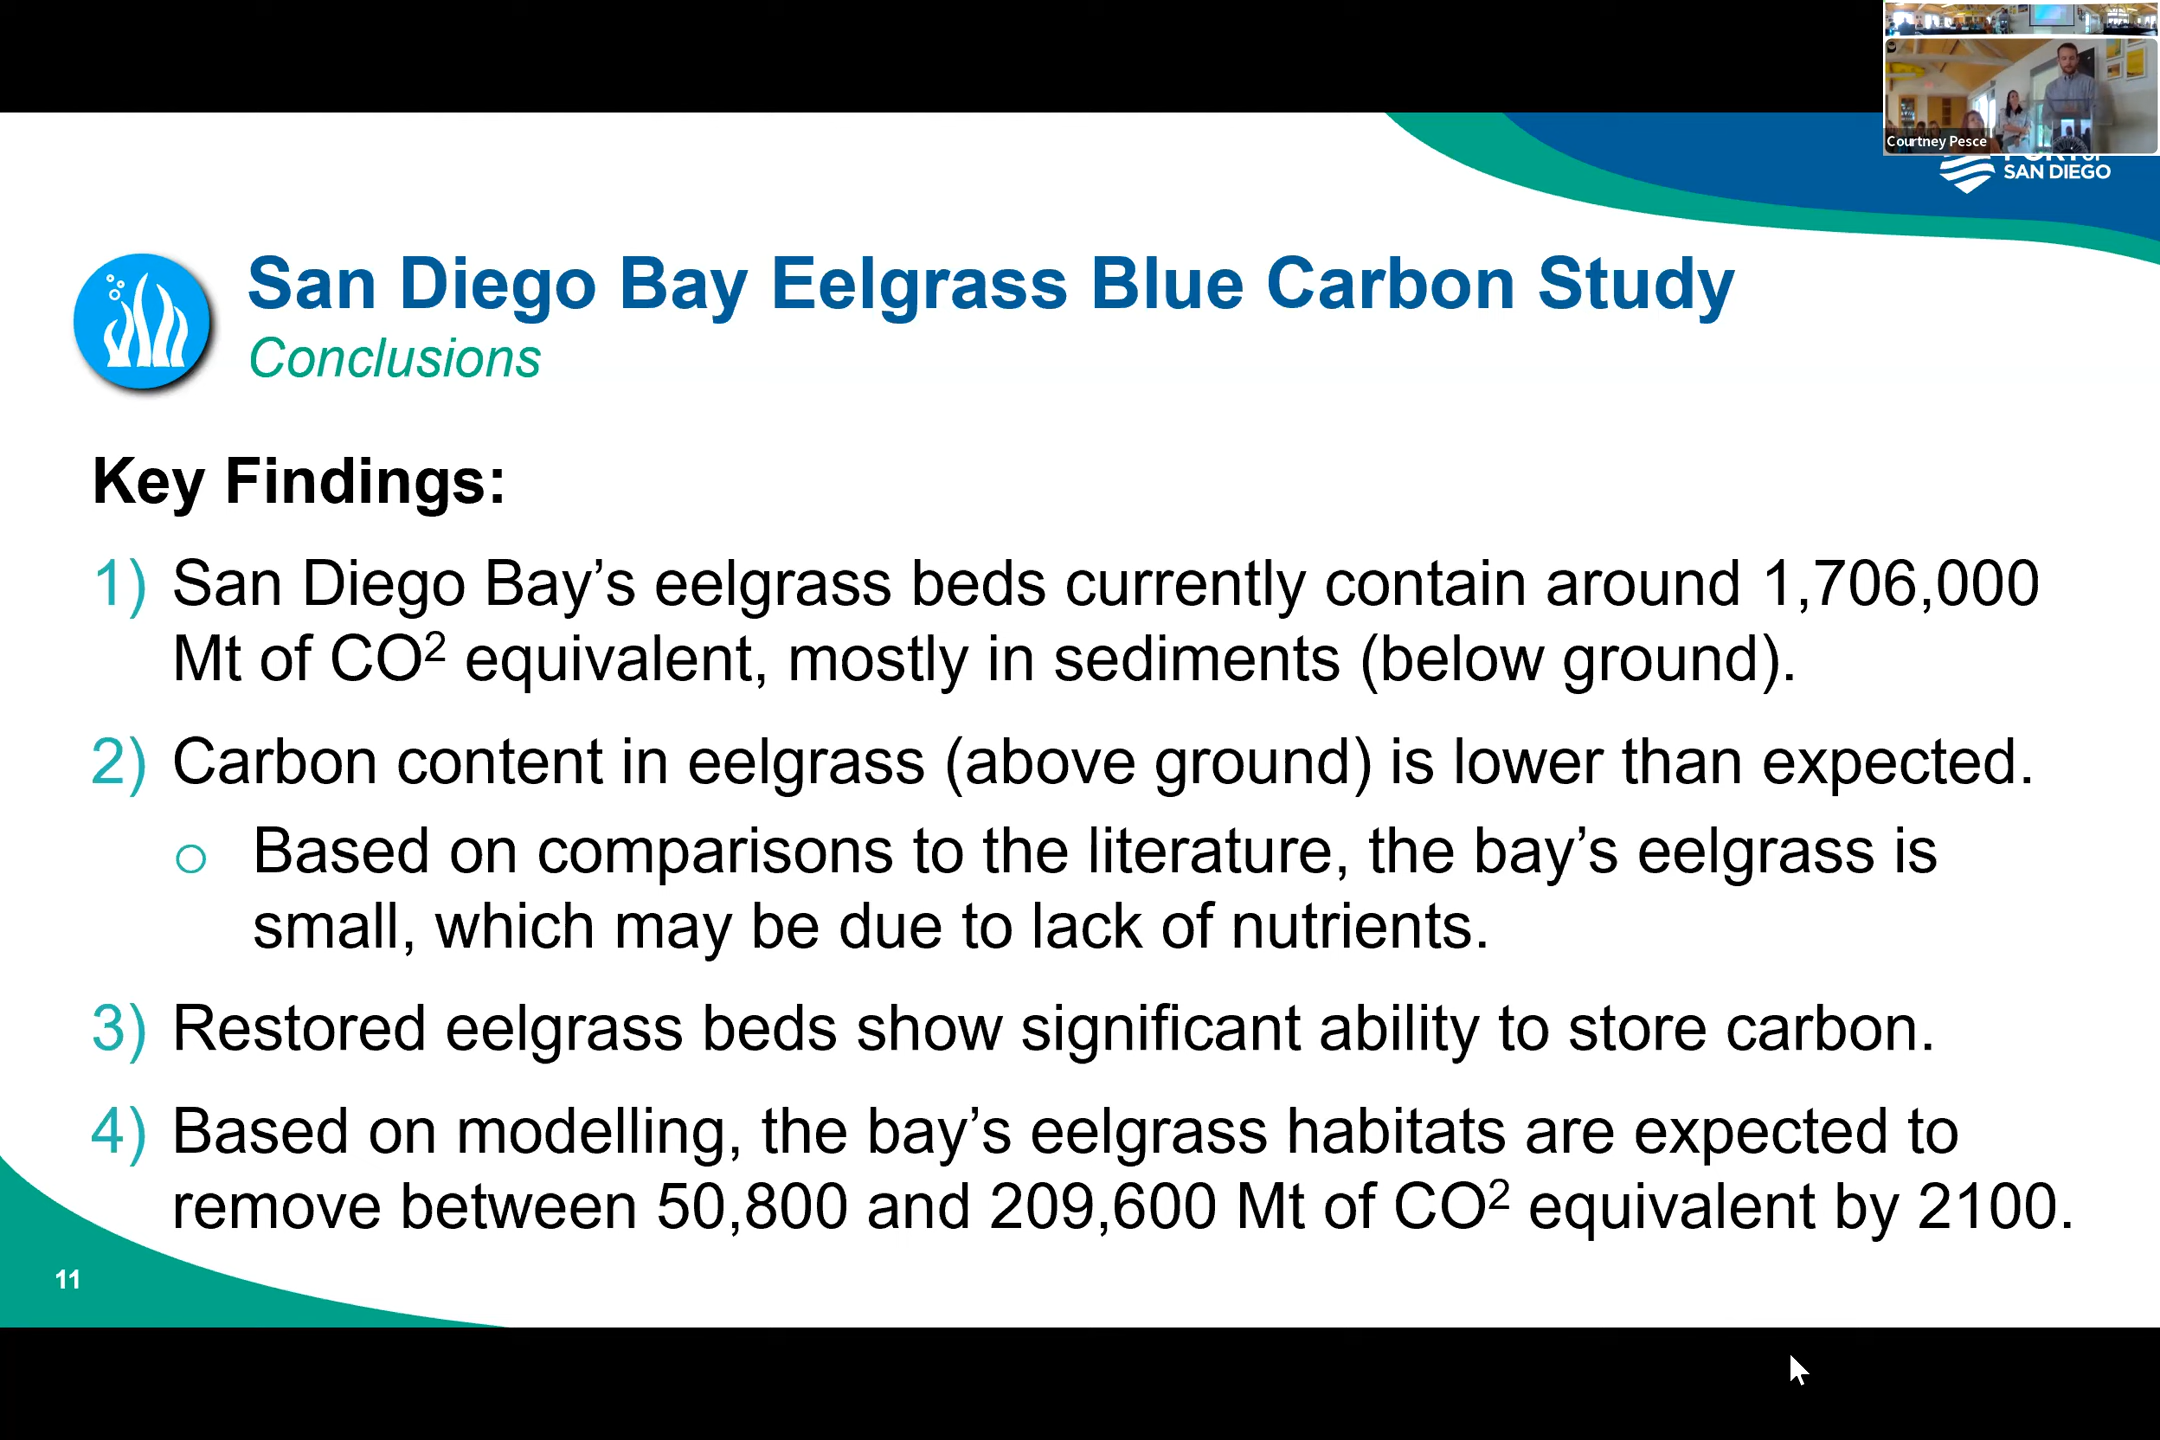 Courtney Pesce
SAN DIEGO
San Diego Bay Eelgrass Blue Carbon Study
Conclusions
Key Findings:
1) San Diego Bay’s eelgrass beds currently contain around 1,706,000
Mt of CO² equivalent, mostly in sediments (below ground).
2) Carbon content in eelgrass (above ground) is lower than expected.
o Based on comparisons to the literature, the bay’s eelgrass is
small, which may be due to lack of nutrients.
3) Restored eelgrass beds show significant ability to store carbon.
4) Based on modelling, the bay’s eelgrass habitats are expected to
remove between 50,800 and 209,600 Mt of CO² equivalent by 2100.
11